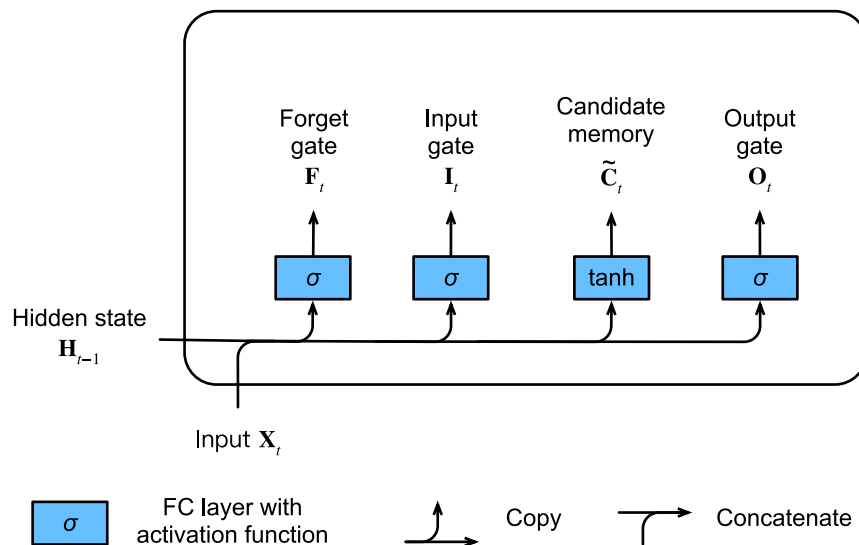 Forget gate
F_t
Input gate
I_t
Candidate memory
C̃_t
Output gate
O_t
σ
σ
tanh
σ
Hidden state
H_{t−1}
Input X_t
σ
FC layer with
activation function
Copy
Concatenate